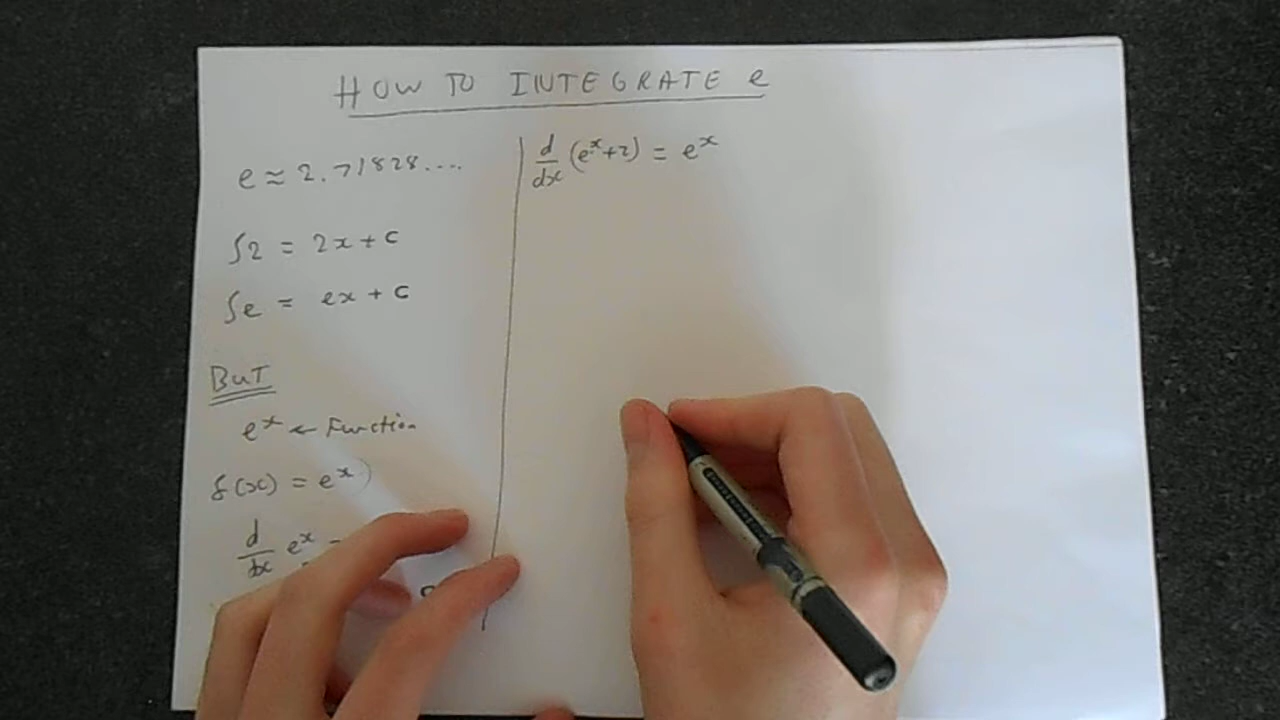 HOW TO INTEGRATE e
e ≈ 2.71828....
∫2 = 2x + c
∫e = ex + c
BUT
e^x ← Function
f(x) = e^x
d/dx e^x
d/dx (e^x+2) = e^x